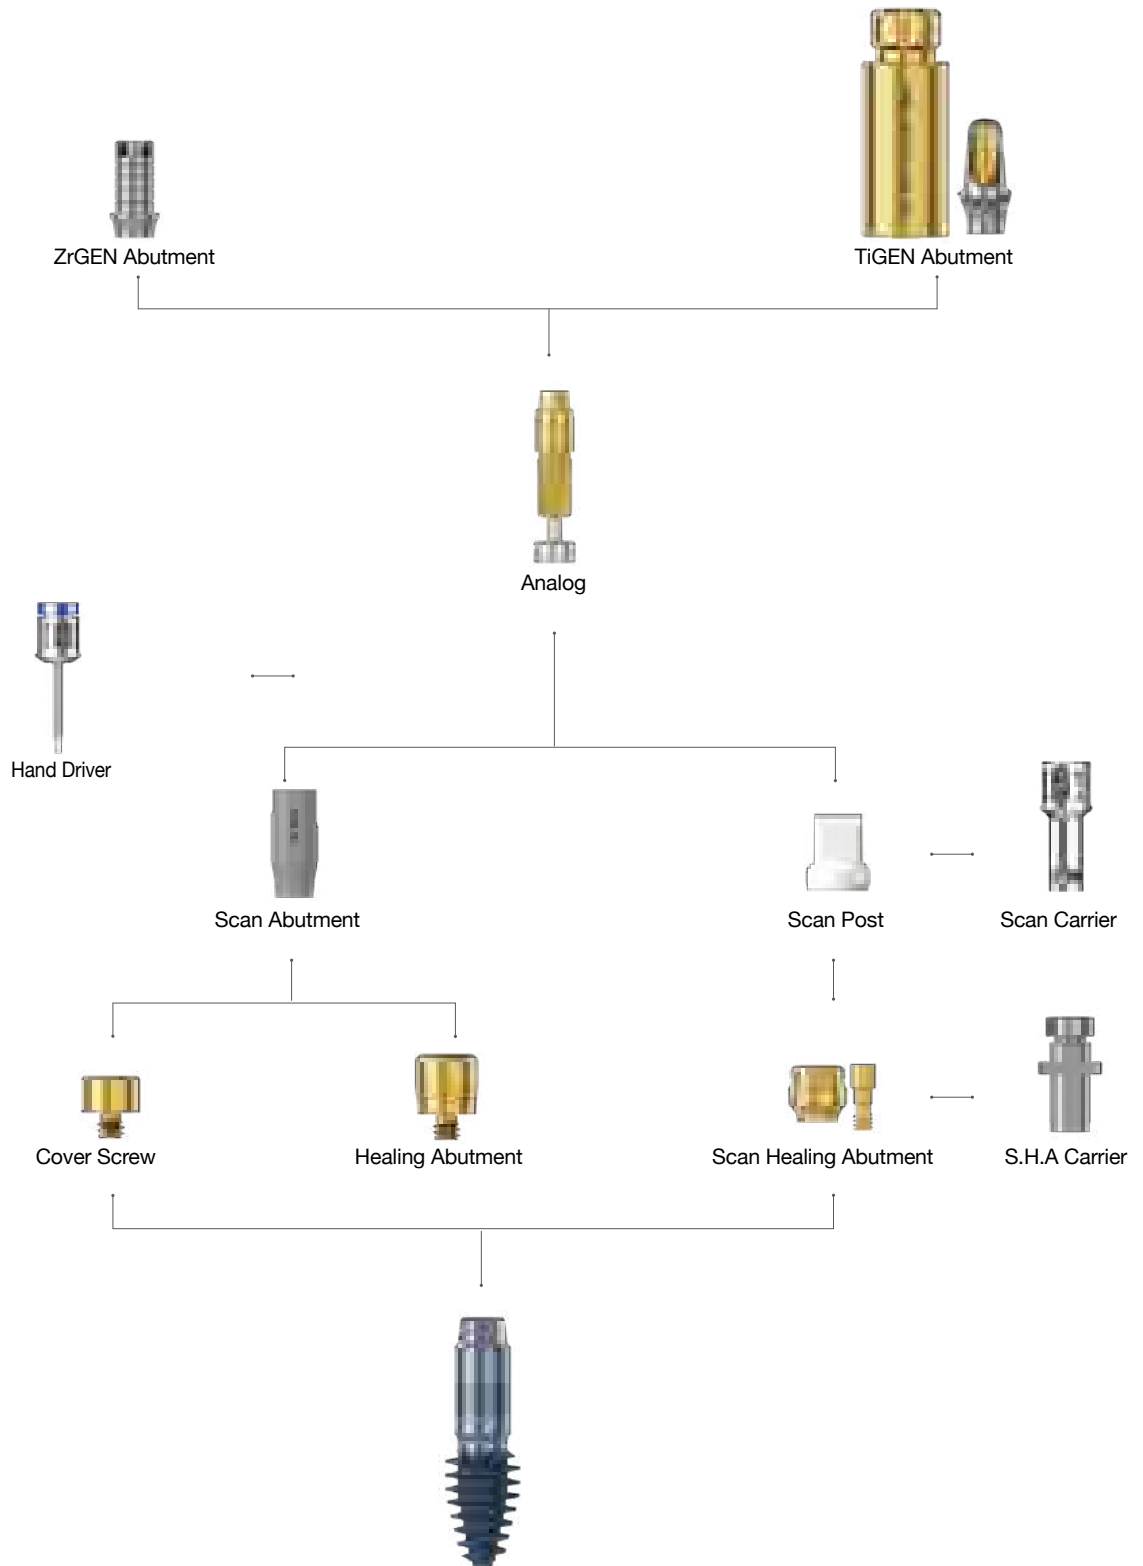 ZrGEN Abutment
TiGEN Abutment
Analog
Hand Driver
Scan Abutment
Scan Post
Scan Carrier
Cover Screw
Healing Abutment
Scan Healing Abutment
S.H.A Carrier